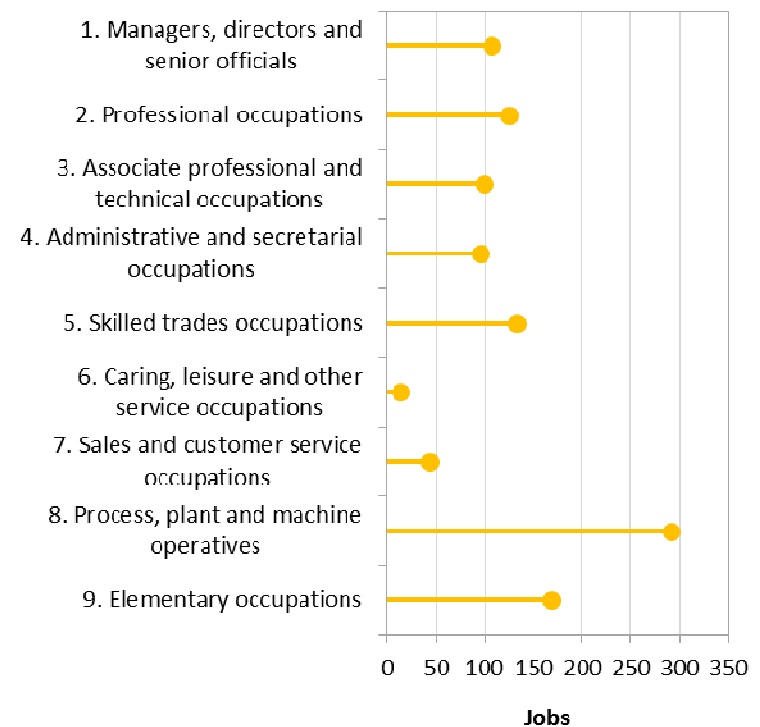 1. Managers, directors and
senior officials
2. Professional occupations
3. Associate professional and
technical occupations
4. Administrative and secretarial
occupations
5. Skilled trades occupations
6. Caring, leisure and other
service occupations
7. Sales and customer service
occupations
8. Process, plant and machine
operatives
9. Elementary occupations
0 50 100 150 200 250 300 350
Jobs